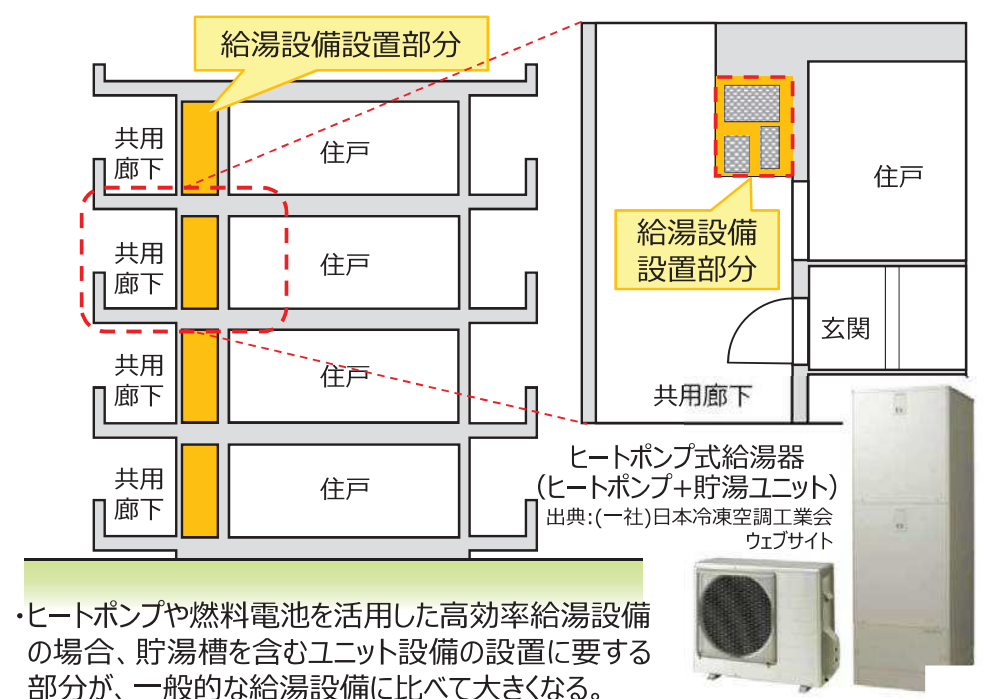 給湯設備設置部分
共用
廊下
住戸
共用
廊下
住戸
共用
廊下
住戸
共用
廊下
住戸
住戸
給湯設備
設置部分
玄関
共用廊下
ヒートポンプ式給湯器
(ヒートポンプ+貯湯ユニット)
出典:(一社)日本冷凍空調工業会
ウェブサイト
・ヒートポンプや燃料電池を活用した高効率給湯設備
の場合、貯湯槽を含むユニット設備の設置に要する
部分が、一般的な給湯設備に比べて大きくなる。